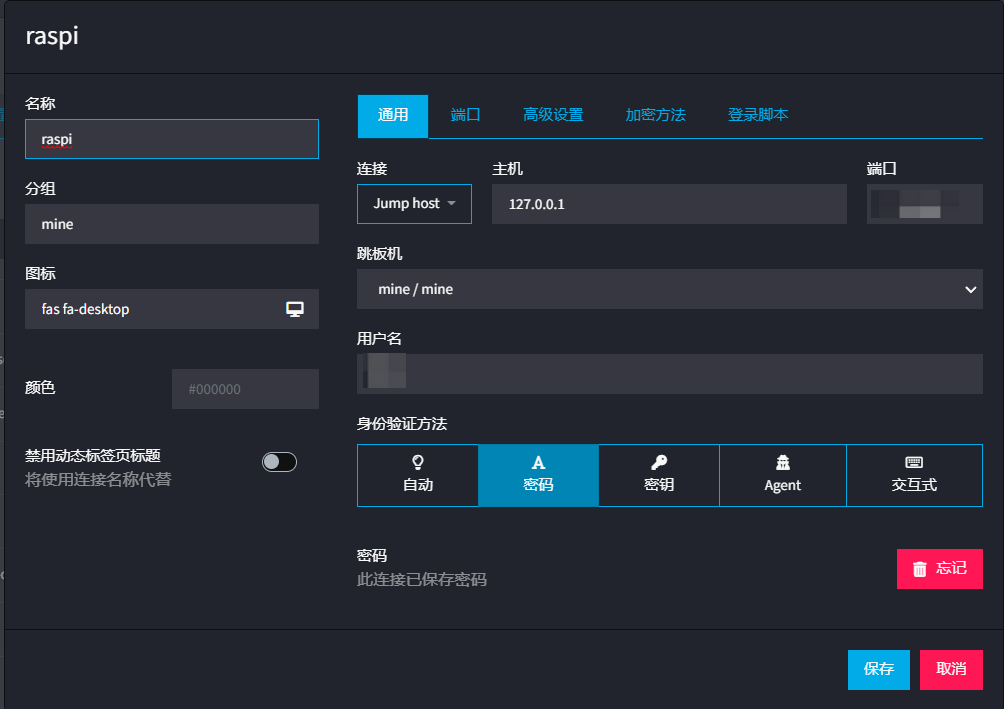 raspi
名称
raspi
分组
mine
图标
fas fa-desktop
颜色
#000000
禁用动态标签页标题
将使用连接名称代替
通用 端口 高级设置 加密方法 登录脚本
连接 主机 端口
Jump host 127.0.0.1
跳板机
mine / mine
用户名
身份验证方法
自动 密码 密钥 Agent 交互式
密码
此连接已保存密码
忘记
保存 取消